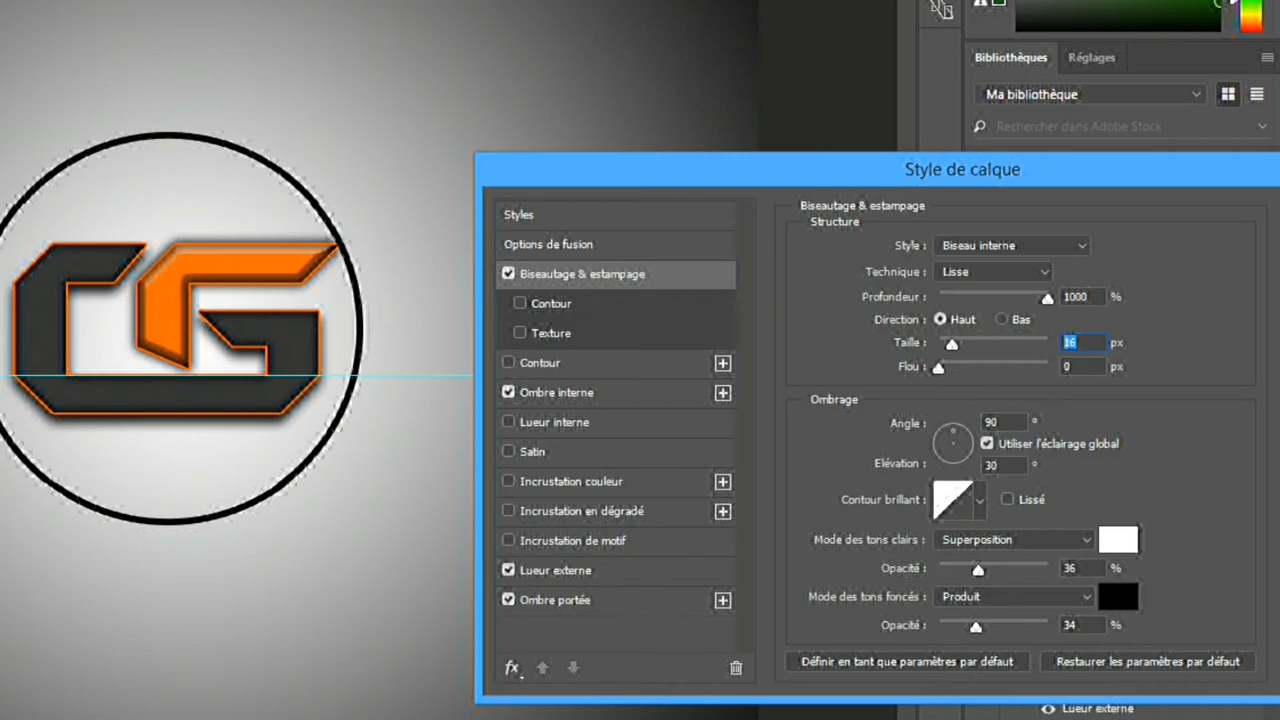 Bibliothèques Réglages
Ma bibliothèque
Rechercher dans Adobe Stock
Style de calque
CG
Styles
Options de fusion
Biseautage & estampage
Contour
Texture
Contour
Ombre interne
Lueur interne
Satin
Incrustation couleur
Incrustation en dégradé
Incrustation de motif
Lueur externe
Ombre portée
fx
Biseautage & estampage
Structure
Style : Biseau interne
Technique : Lisse
Profondeur : 1000 %
Direction : Haut Bas
Taille : 16 px
Flou : 0 px
Ombrage
Angle : 90 °
Utiliser l'éclairage global
Elévation : 30 °
Contour brillant : Lissé
Mode des tons clairs : Superposition
Opacité : 36 %
Mode des tons foncés : Produit
Opacité : 34 %
Définir en tant que paramètres par défaut Restaurer les paramètres par défaut
Lueur externe